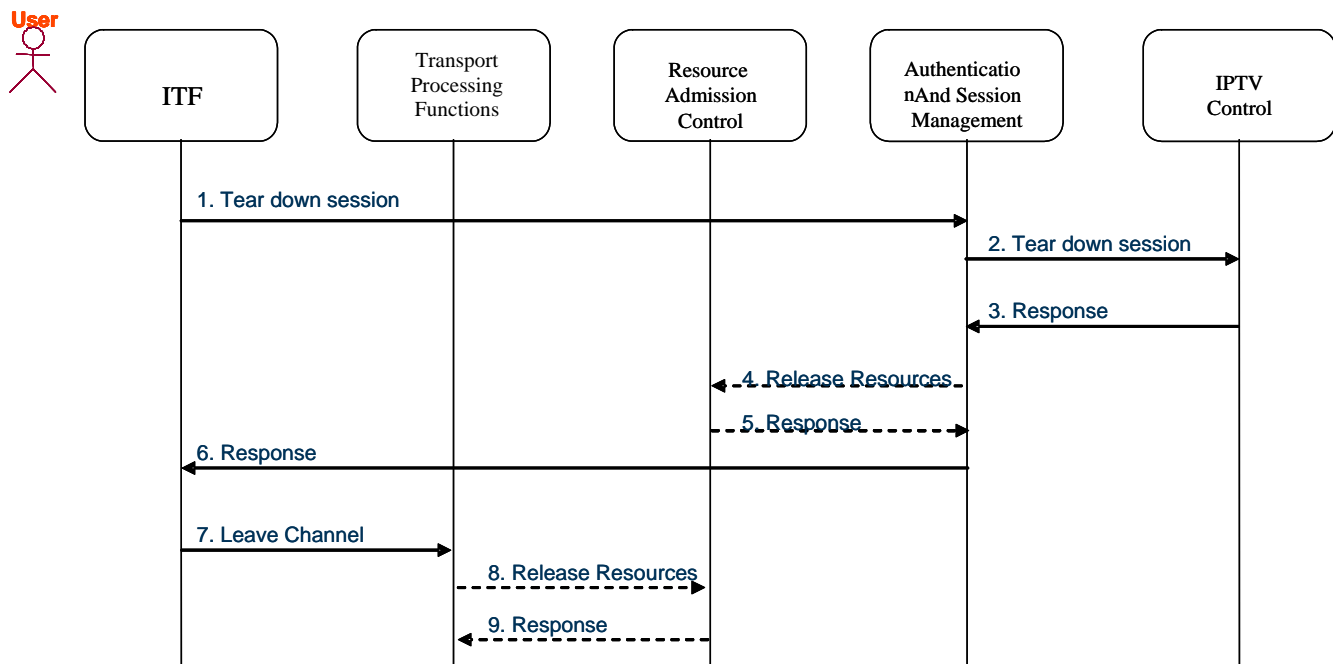 User
ITF
Transport
Processing
Functions
Resource
Admission
Control
Authenticatio
nAnd Session
Management
IPTV
Control
1. Tear down session
2. Tear down session
3. Response
4. Release Resources
5. Response
6. Response
7. Leave Channel
8. Release Resources
9. Response